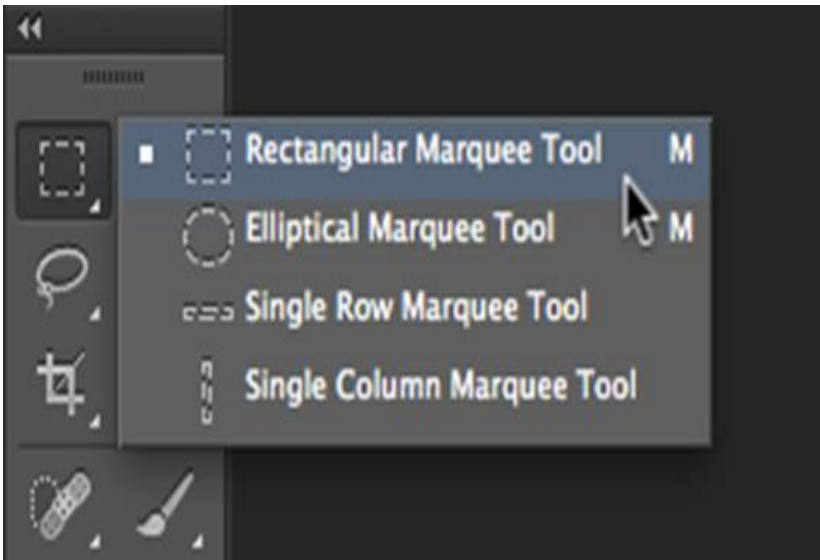 Rectangular Marquee Tool M
Elliptical Marquee Tool M
Single Row Marquee Tool
Single Column Marquee Tool